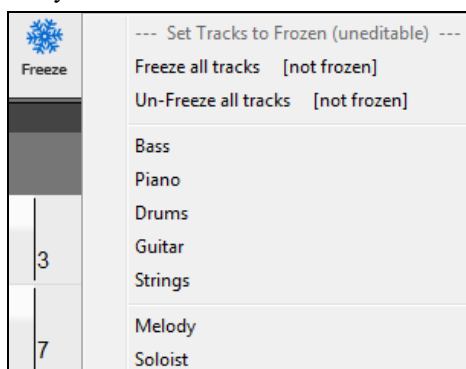 --- Set Tracks to Frozen (uneditable) ---
Freeze
Freeze all tracks [not frozen]
Un-Freeze all tracks [not frozen]
Bass
Piano
Drums
Guitar
3
Strings
Melody
7
Soloist